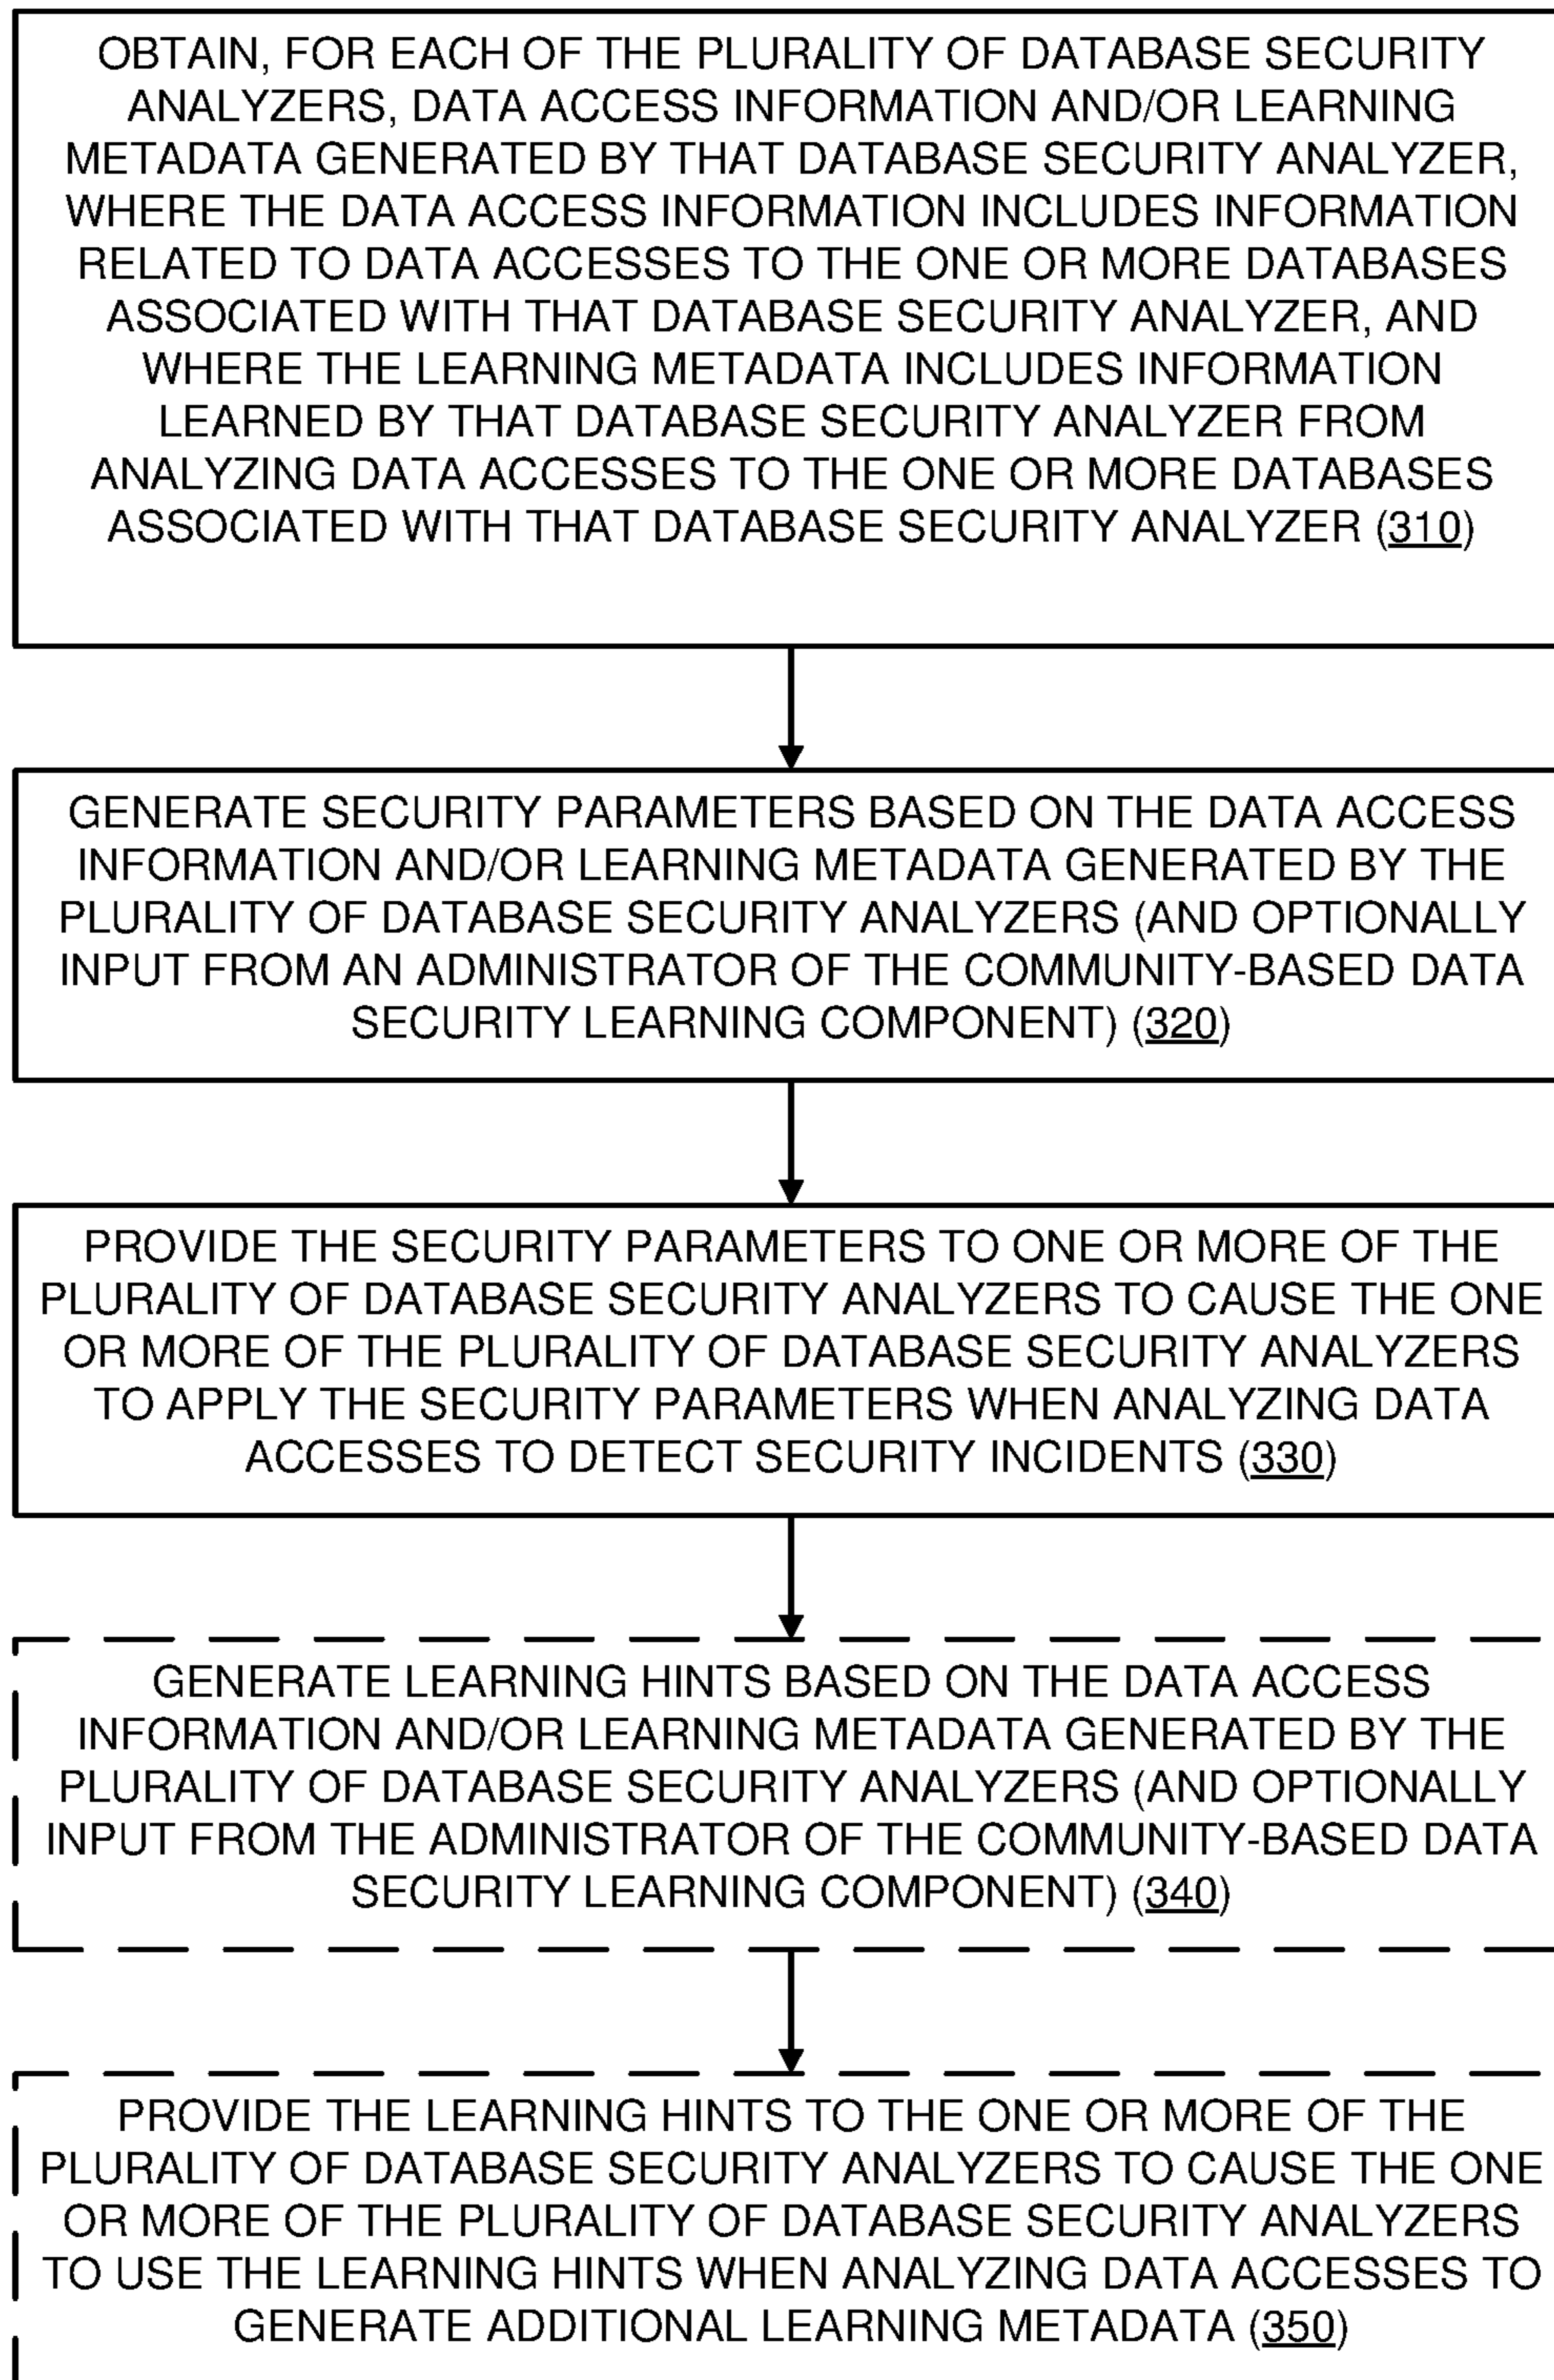 OBTAIN, FOR EACH OF THE PLURALITY OF DATABASE SECURITY
ANALYZERS, DATA ACCESS INFORMATION AND/OR LEARNING
METADATA GENERATED BY THAT DATABASE SECURITY ANALYZER,
WHERE THE DATA ACCESS INFORMATION INCLUDES INFORMATION
RELATED TO DATA ACCESSES TO THE ONE OR MORE DATABASES
ASSOCIATED WITH THAT DATABASE SECURITY ANALYZER, AND
WHERE THE LEARNING METADATA INCLUDES INFORMATION
LEARNED BY THAT DATABASE SECURITY ANALYZER FROM
ANALYZING DATA ACCESSES TO THE ONE OR MORE DATABASES
ASSOCIATED WITH THAT DATABASE SECURITY ANALYZER (310)
GENERATE SECURITY PARAMETERS BASED ON THE DATA ACCESS
INFORMATION AND/OR LEARNING METADATA GENERATED BY THE
PLURALITY OF DATABASE SECURITY ANALYZERS (AND OPTIONALLY
INPUT FROM AN ADMINISTRATOR OF THE COMMUNITY-BASED DATA
SECURITY LEARNING COMPONENT) (320)
PROVIDE THE SECURITY PARAMETERS TO ONE OR MORE OF THE
PLURALITY OF DATABASE SECURITY ANALYZERS TO CAUSE THE ONE
OR MORE OF THE PLURALITY OF DATABASE SECURITY ANALYZERS
TO APPLY THE SECURITY PARAMETERS WHEN ANALYZING DATA
ACCESSES TO DETECT SECURITY INCIDENTS (330)
GENERATE LEARNING HINTS BASED ON THE DATA ACCESS
INFORMATION AND/OR LEARNING METADATA GENERATED BY THE
PLURALITY OF DATABASE SECURITY ANALYZERS (AND OPTIONALLY
INPUT FROM THE ADMINISTRATOR OF THE COMMUNITY-BASED DATA
SECURITY LEARNING COMPONENT) (340)
PROVIDE THE LEARNING HINTS TO THE ONE OR MORE OF THE
PLURALITY OF DATABASE SECURITY ANALYZERS TO CAUSE THE ONE
OR MORE OF THE PLURALITY OF DATABASE SECURITY ANALYZERS
TO USE THE LEARNING HINTS WHEN ANALYZING DATA ACCESSES TO
GENERATE ADDITIONAL LEARNING METADATA (350)